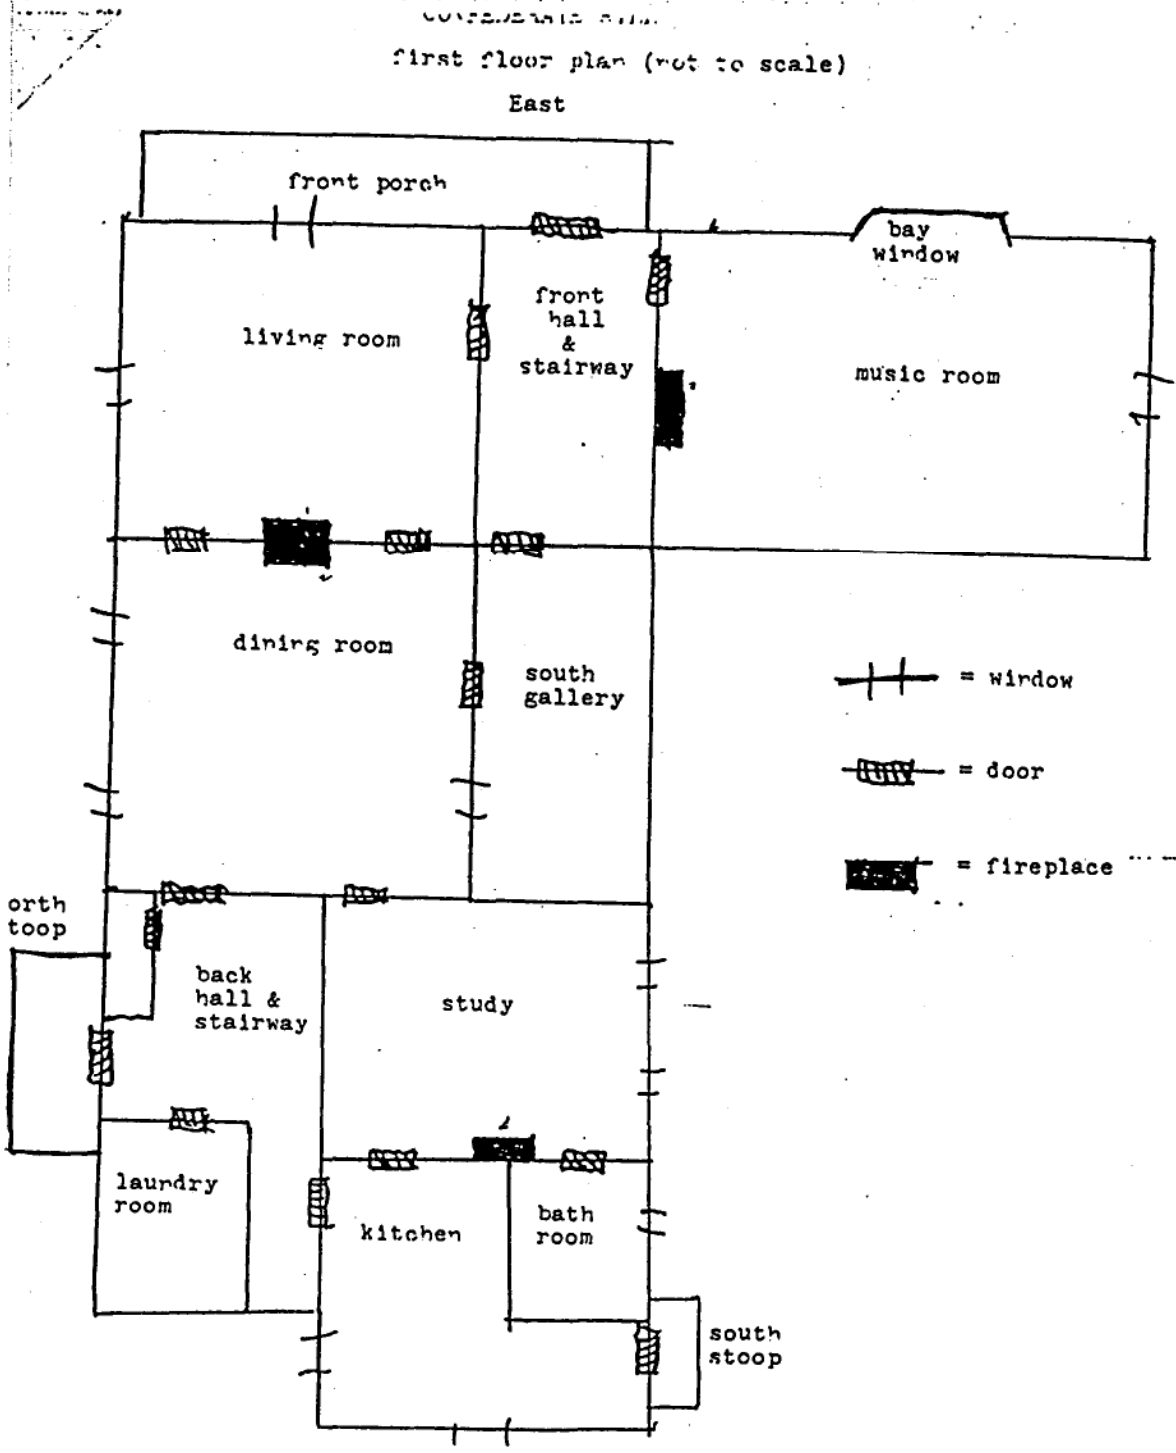 first floor plan (not to scale)
East
front porch
bay
window
front
hall
&
stairway
living room
music room
dining room
south
gallery
= window
= door
= fireplace
orth
toop
back
hall &
stairway
study
laundry
room
kitchen
bath
room
south
stoop